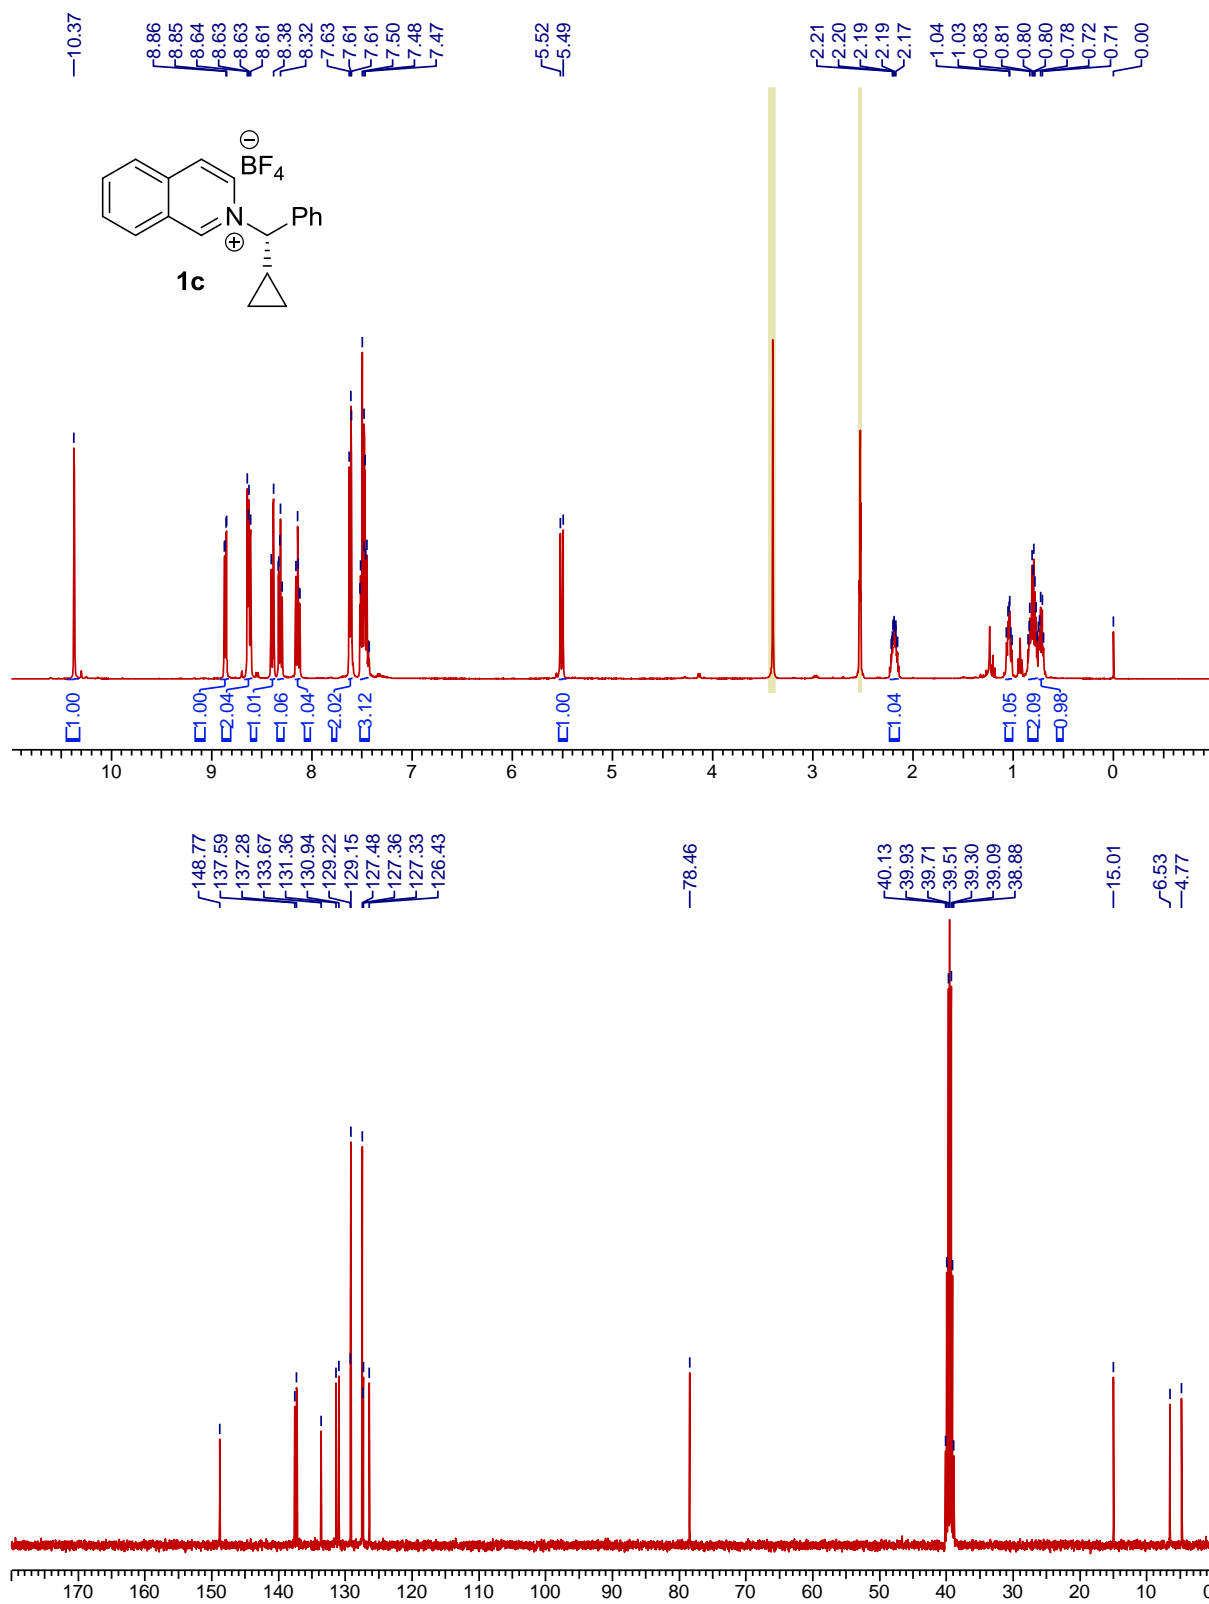 10.37 8.86 8.85 8.64 8.63 8.63 8.61 8.38 8.32 7.63 7.61 7.61 7.50 7.48 7.47 5.52 5.49 2.21 2.20 2.19 2.19 2.17 1.04 1.03 0.83 0.81 0.80 0.80 0.78 0.72 0.71 0.00
⊖
BF4
N Ph
⊕
1c
1.00 1.00 2.04 1.01 1.06 1.04 2.02 3.12 1.00 1.04 1.05 2.09 0.98
10 9 8 7 6 5 4 3 2 1 0
148.77 137.59 137.28 133.67 131.36 130.94 129.22 129.15 127.48 127.36 127.33 126.43 78.46 40.13 39.93 39.71 39.51 39.30 39.09 38.88 15.01 6.53 4.77
170 160 150 140 130 120 110 100 90 80 70 60 50 40 30 20 10 0